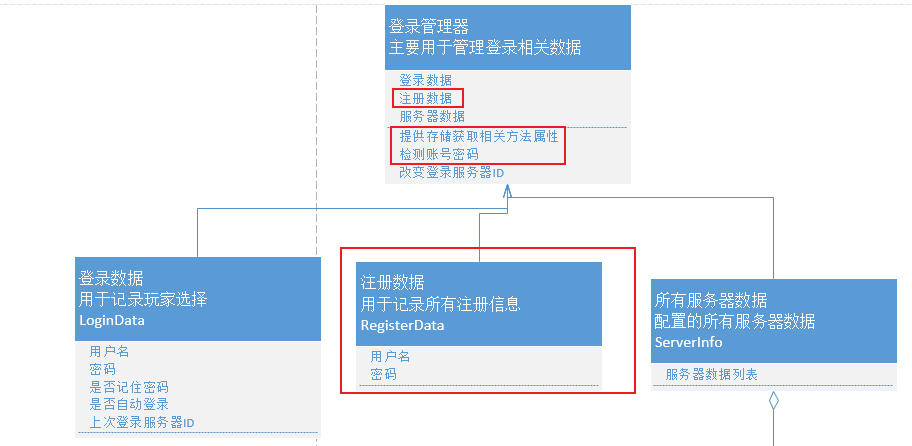 登录管理器
主要用于管理登录相关数据
登录数据
注册数据
服务器数据
提供存储获取相关方法属性
检测账号密码
改变登录服务器ID
登录数据
用于记录玩家选择
LoginData
用户名
密码
是否记住密码
是否自动登录
上次登录服务器ID
注册数据
用于记录所有注册信息
RegisterData
用户名
密码
所有服务器数据
配置的所有服务器数据
ServerInfo
服务器数据列表